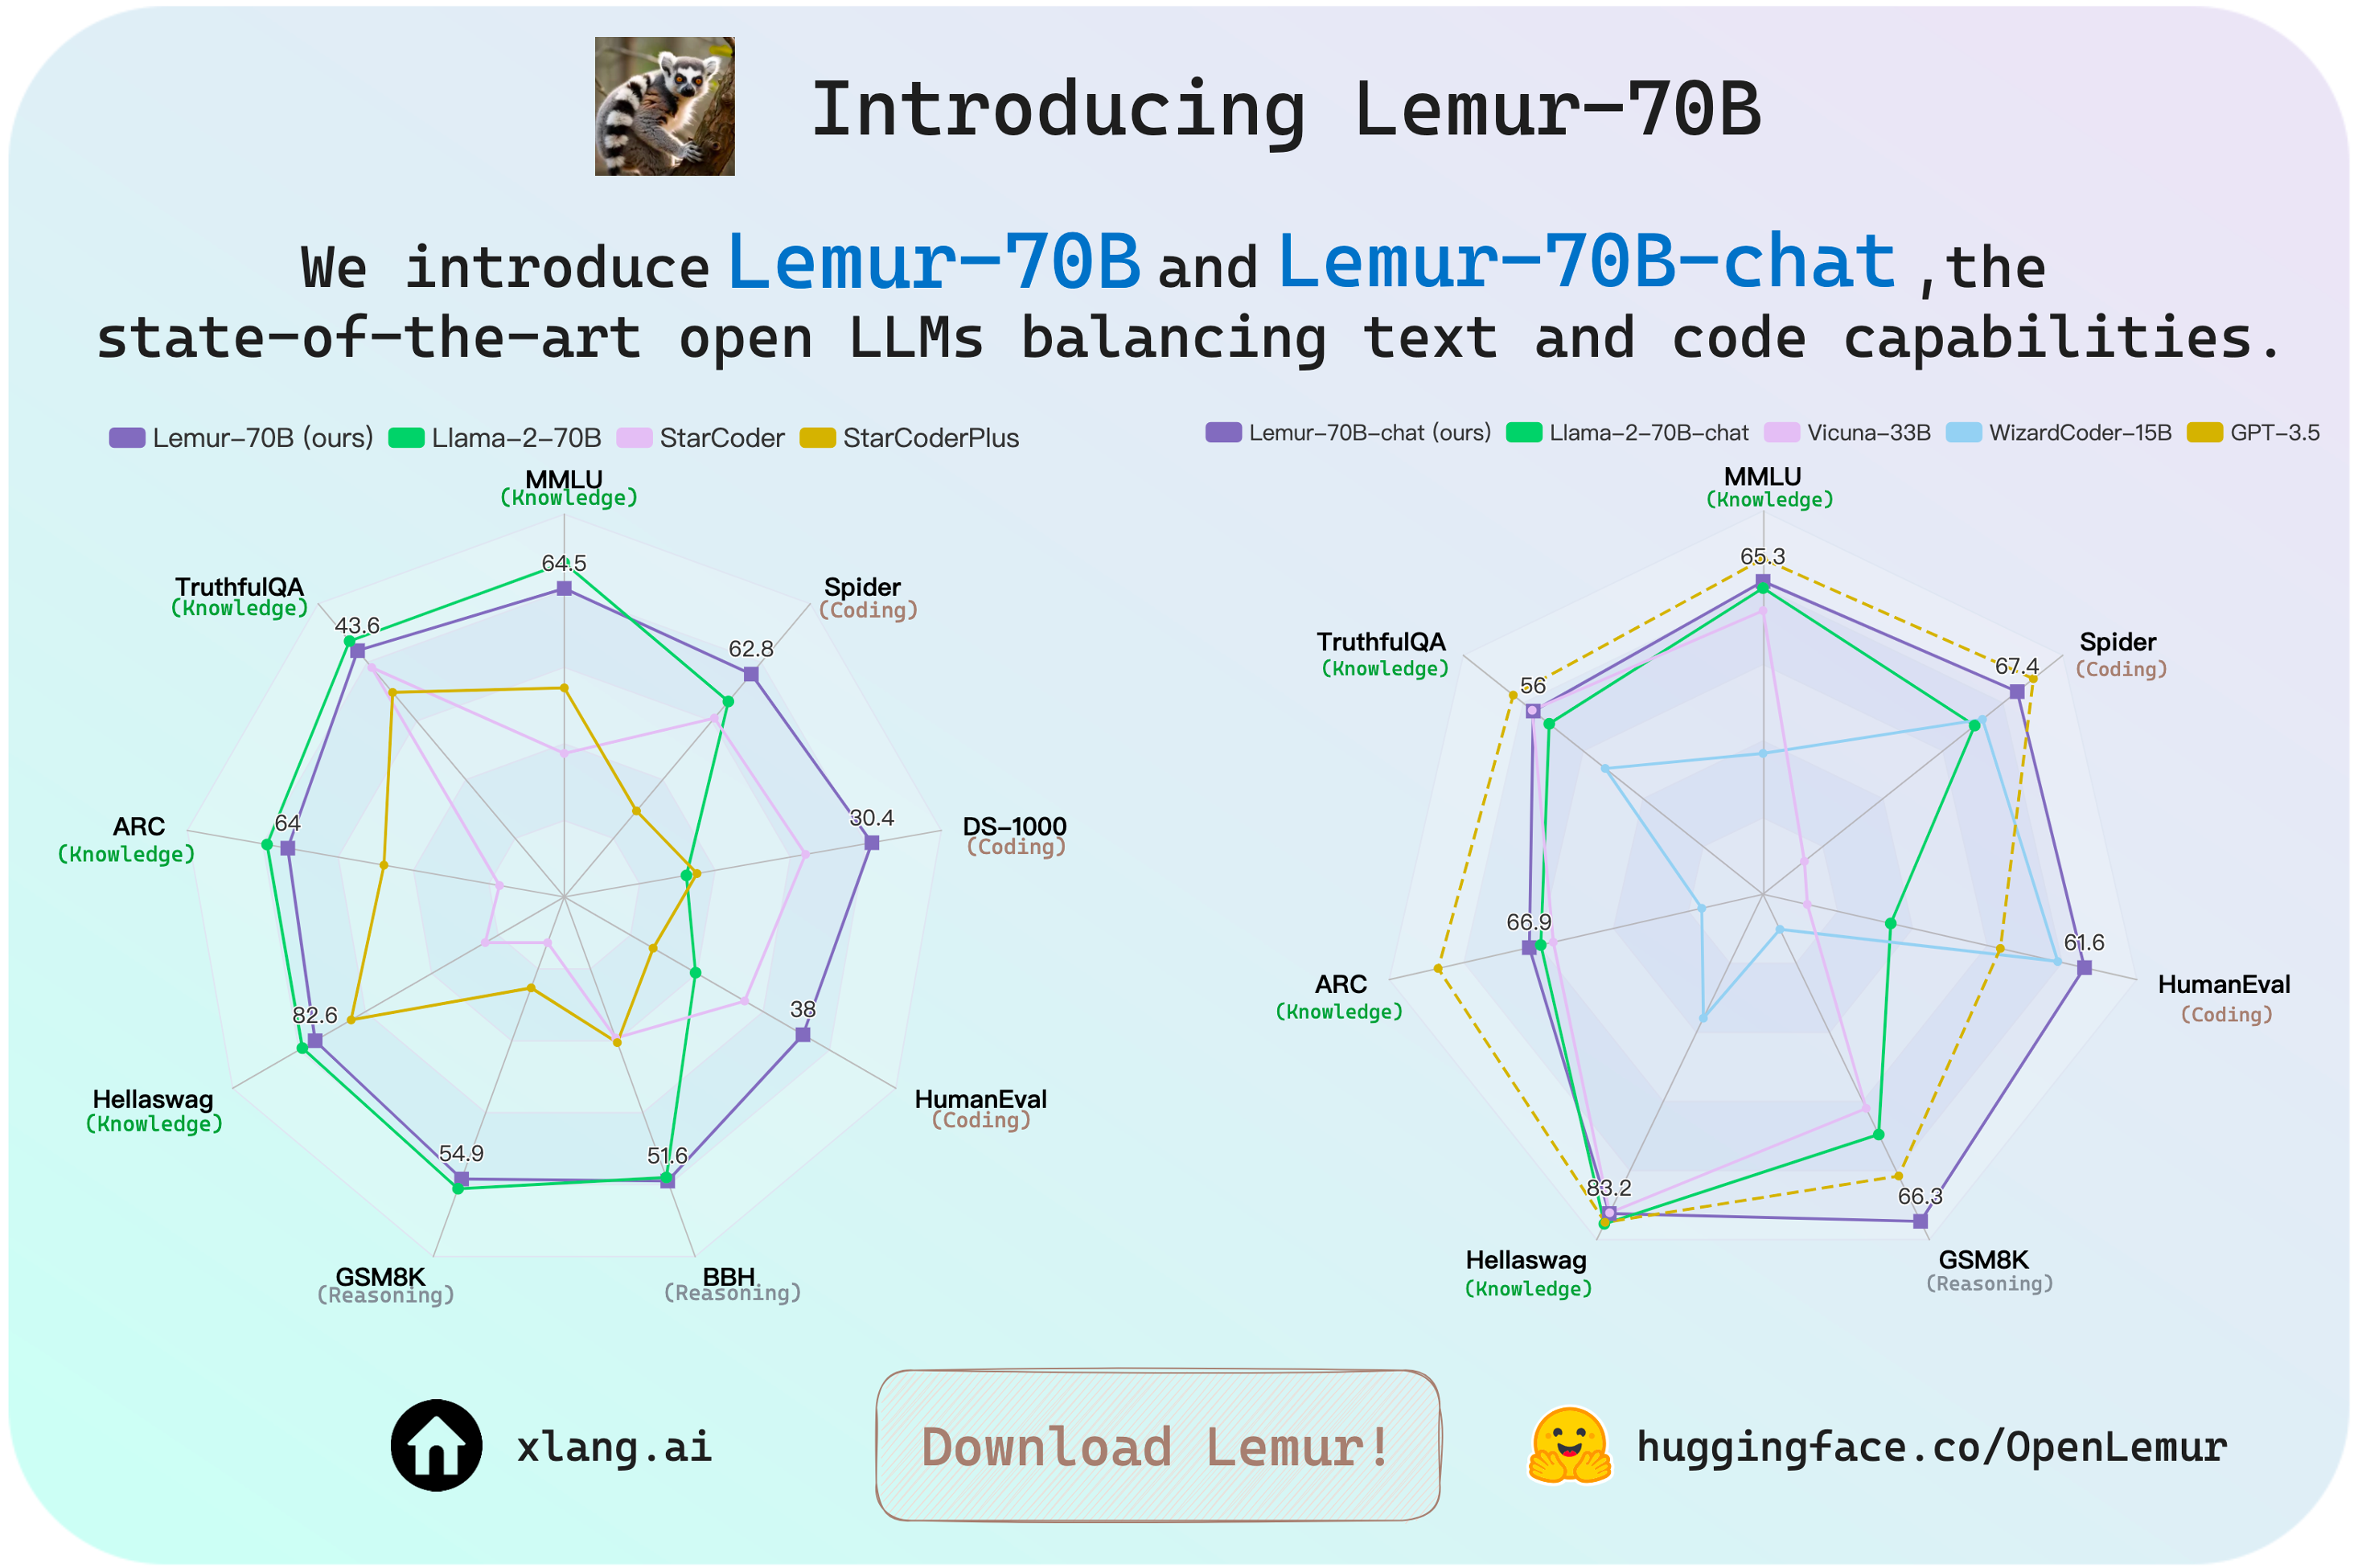 Introducing Lemur-70B
We introduce Lemur-70B and Lemur-70B-chat ,the
state-of-the-art open LLMs balancing text and code capabilities.
Lemur-70B (ours) Llama-2-70B StarCoder StarCoderPlus
MMLU
(Knowledge)
64.5
TruthfulQA
(Knowledge)
43.6
Spider
(Coding)
62.8
ARC
(Knowledge)
64
DS-1000
(Coding)
30.4
Hellaswag
(Knowledge)
82.6
HumanEval
(Coding)
38
GSM8K
(Reasoning)
54.9
BBH
(Reasoning)
51.6
Lemur-70B-chat (ours) Llama-2-70B-chat Vicuna-33B WizardCoder-15B GPT-3.5
MMLU
(Knowledge)
65.3
TruthfulQA
(Knowledge)
56
Spider
(Coding)
67.4
ARC
(Knowledge)
66.9
HumanEval
(Coding)
61.6
Hellaswag
(Knowledge)
83.2
GSM8K
(Reasoning)
66.3
xlang.ai
Download Lemur!
huggingface.co/OpenLemur